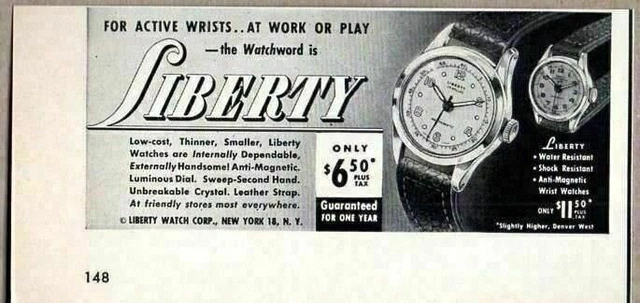 FOR ACTIVE WRISTS.. AT WORK OR PLAY
—the Watchword is
LIBERTY
Low-cost, Thinner, Smaller, Liberty
Watches are Internally Dependable,
Externally Handsome! Anti-Magnetic.
Luminous Dial. Sweep-Second Hand.
Unbreakable Crystal. Leather Strap.
At friendly stores most everywhere.
© LIBERTY WATCH CORP., NEW YORK 18, N. Y.
ONLY
$6.50*
PLUS
TAX
Guaranteed
FOR ONE YEAR
LIBERTY
LIBERTY
• Water Resistant
• Shock Resistant
• Anti-Magnetic
Wrist Watches
ONLY $11.50*
PLUS
TAX
*Slightly Higher, Denver West
148